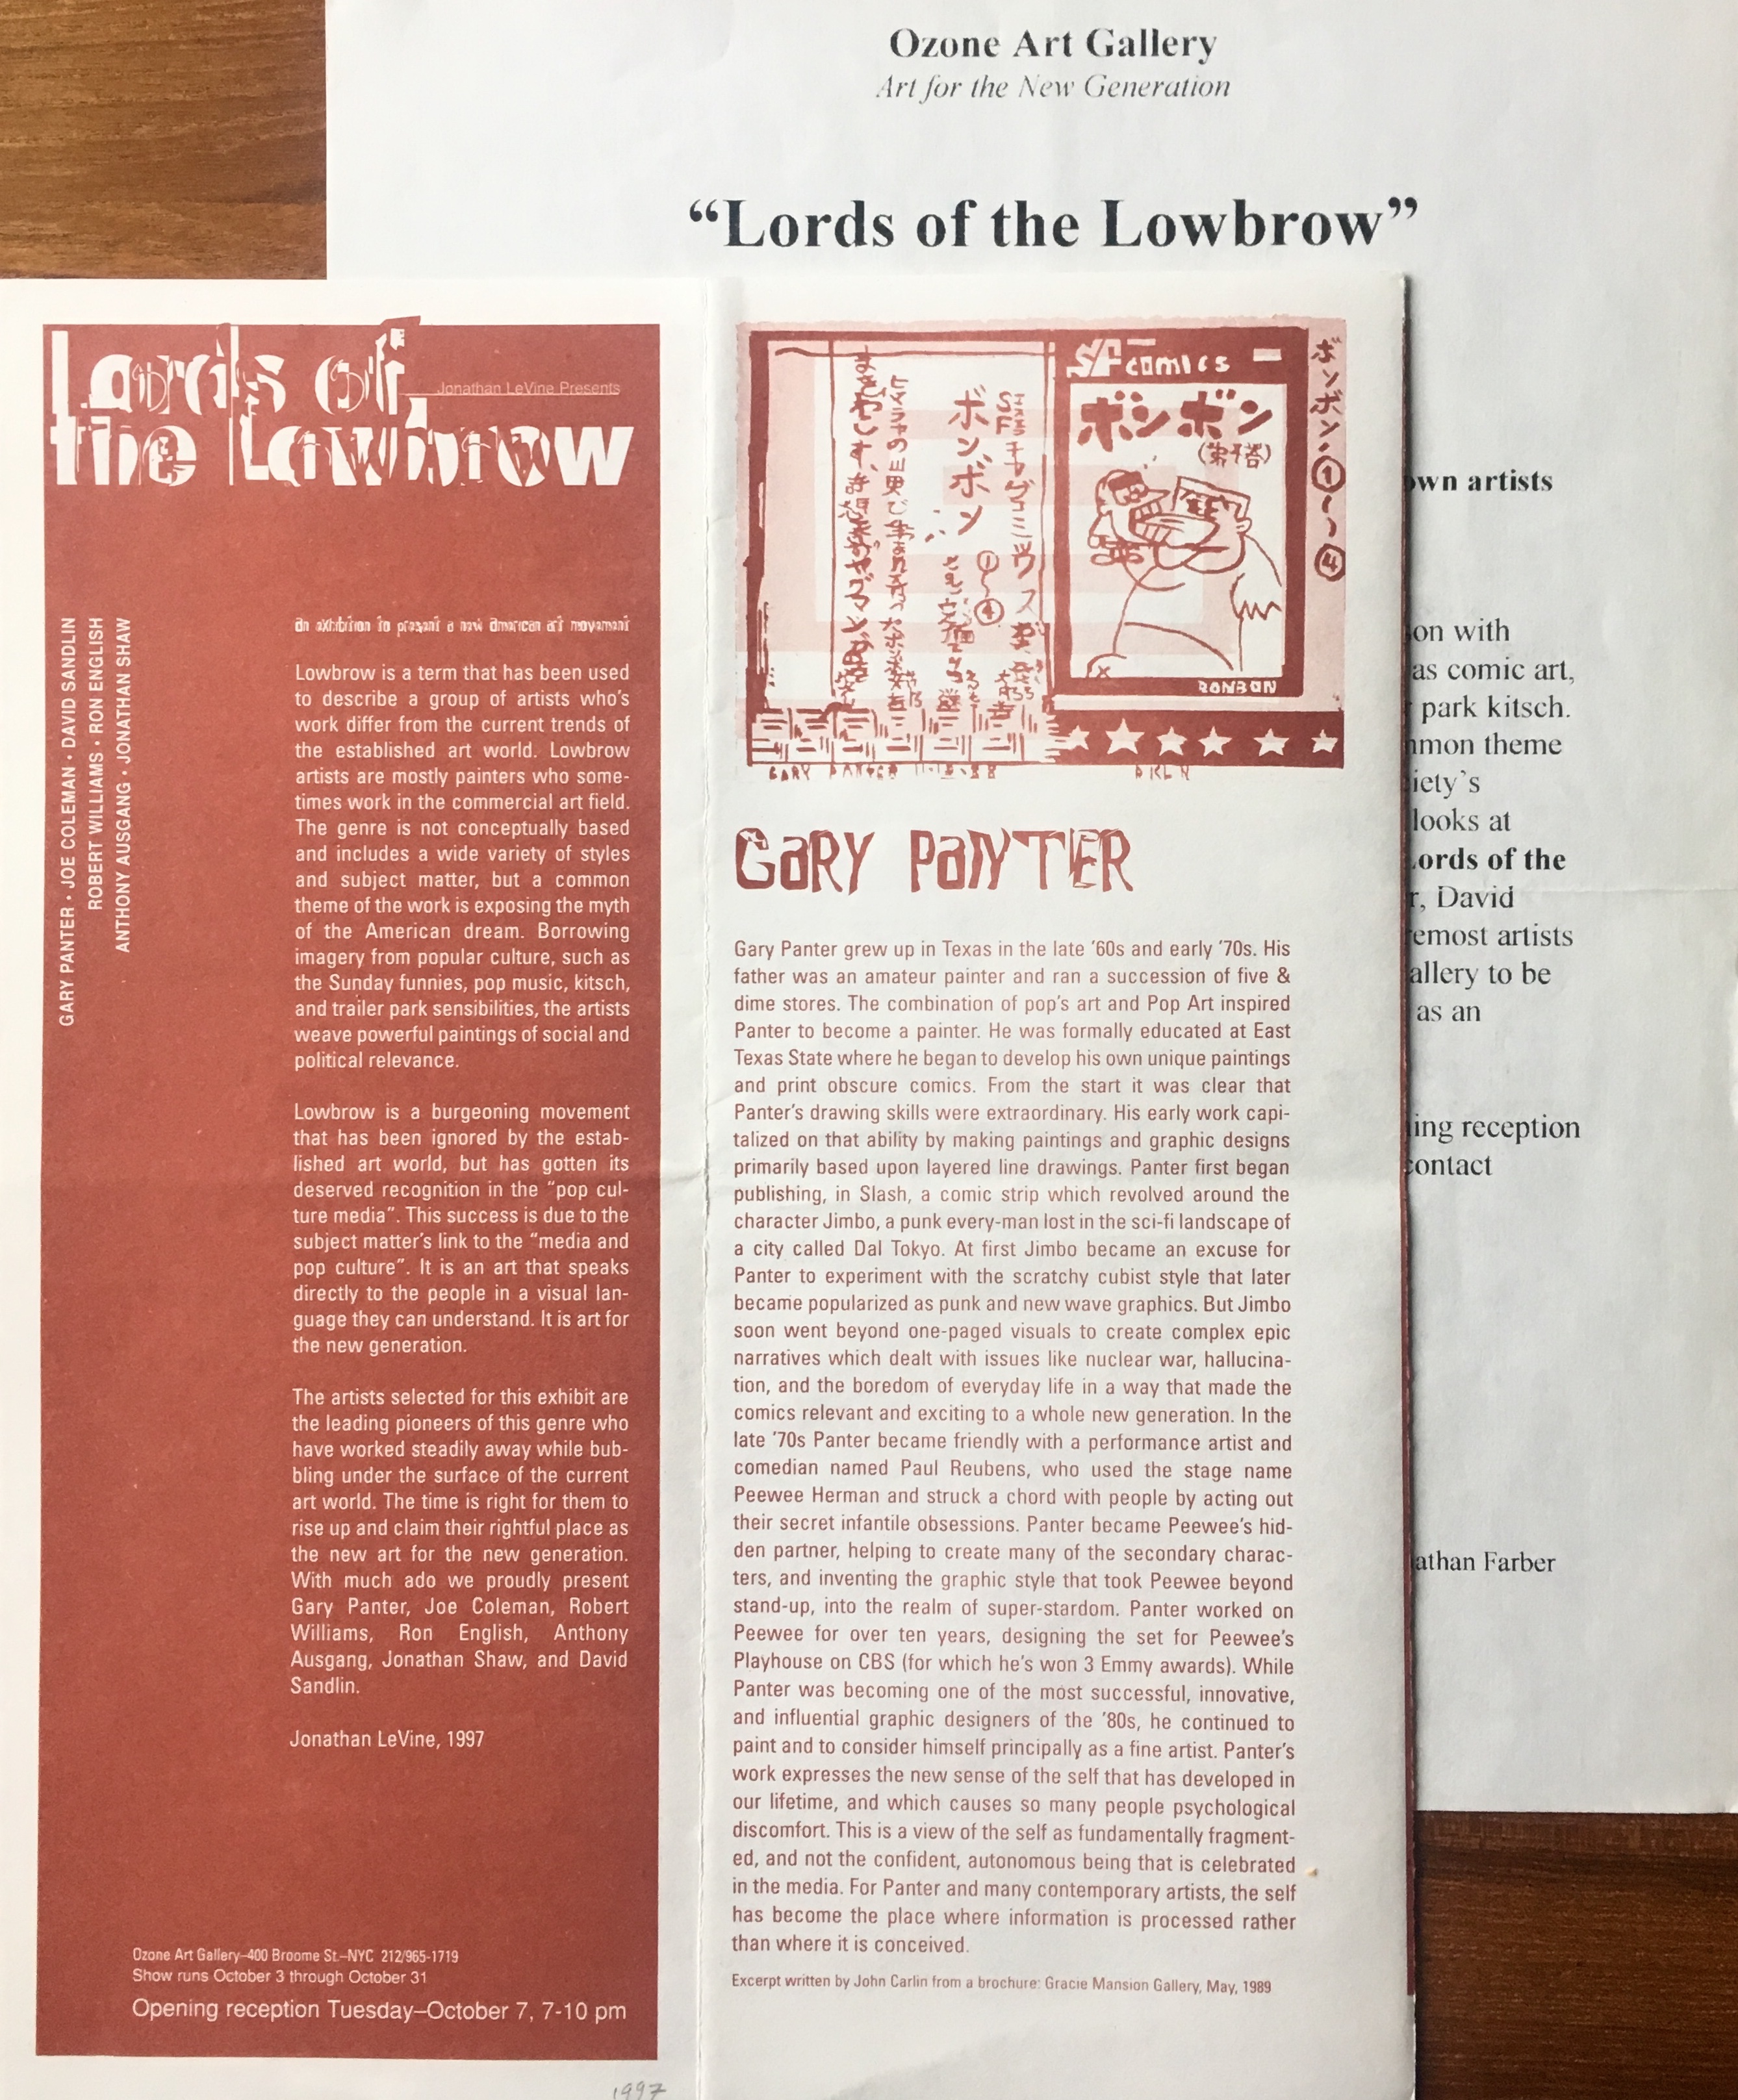 Ozone Art Gallery
Art for the New Generation
“Lords of the Lowbrow”
Lords of
Jonathan LeVine Presents
the Lowbrow
GARY PANTER • JOE COLEMAN • DAVID SANDLIN
ROBERT WILLIAMS • RON ENGLISH
ANTHONY AUSGANG • JONATHAN SHAW
an exhibition to present a new american art movement
Lowbrow is a term that has been used
to describe a group of artists who’s
work differ from the current trends of
the established art world. Lowbrow
artists are mostly painters who some-
times work in the commercial art field.
The genre is not conceptually based
and includes a wide variety of styles
and subject matter, but a common
theme of the work is exposing the myth
of the American dream. Borrowing
imagery from popular culture, such as
the Sunday funnies, pop music, kitsch,
and trailer park sensibilities, the artists
weave powerful paintings of social and
political relevance.
Lowbrow is a burgeoning movement
that has been ignored by the estab-
lished art world, but has gotten its
deserved recognition in the “pop cul-
ture media”. This success is due to the
subject matter’s link to the “media and
pop culture”. It is an art that speaks
directly to the people in a visual lan-
guage they can understand. It is art for
the new generation.
The artists selected for this exhibit are
the leading pioneers of this genre who
have worked steadily away while bub-
bling under the surface of the current
art world. The time is right for them to
rise up and claim their rightful place as
the new art for the new generation.
With much ado we proudly present
Gary Panter, Joe Coleman, Robert
Williams, Ron English, Anthony
Ausgang, Jonathan Shaw, and David
Sandlin.
Jonathan LeVine, 1997
Ozone Art Gallery–400 Broome St.–NYC 212/965-1719
Show runs October 3 through October 31
Opening reception Tuesday–October 7, 7-10 pm
1997
SF comics
ボンボン
BONBON
ボンボン
①〜④
ボンボン・①〜④
GARY PANTER 11-12-88 BKLN
GARY PANTER
Gary Panter grew up in Texas in the late ’60s and early ’70s. His
father was an amateur painter and ran a succession of five &
dime stores. The combination of pop’s art and Pop Art inspired
Panter to become a painter. He was formally educated at East
Texas State where he began to develop his own unique paintings
and print obscure comics. From the start it was clear that
Panter’s drawing skills were extraordinary. His early work capi-
talized on that ability by making paintings and graphic designs
primarily based upon layered line drawings. Panter first began
publishing, in Slash, a comic strip which revolved around the
character Jimbo, a punk every-man lost in the sci-fi landscape of
a city called Dal Tokyo. At first Jimbo became an excuse for
Panter to experiment with the scratchy cubist style that later
became popularized as punk and new wave graphics. But Jimbo
soon went beyond one-paged visuals to create complex epic
narratives which dealt with issues like nuclear war, hallucina-
tion, and the boredom of everyday life in a way that made the
comics relevant and exciting to a whole new generation. In the
late ’70s Panter became friendly with a performance artist and
comedian named Paul Reubens, who used the stage name
Peewee Herman and struck a chord with people by acting out
their secret infantile obsessions. Panter became Peewee’s hid-
den partner, helping to create many of the secondary charac-
ters, and inventing the graphic style that took Peewee beyond
stand-up, into the realm of super-stardom. Panter worked on
Peewee for over ten years, designing the set for Peewee’s
Playhouse on CBS (for which he’s won 3 Emmy awards). While
Panter was becoming one of the most successful, innovative,
and influential graphic designers of the ’80s, he continued to
paint and to consider himself principally as a fine artist. Panter’s
work expresses the new sense of the self that has developed in
our lifetime, and which causes so many people psychological
discomfort. This is a view of the self as fundamentally fragment-
ed, and not the confident, autonomous being that is celebrated
in the media. For Panter and many contemporary artists, the self
has become the place where information is processed rather
than where it is conceived.
Excerpt written by John Carlin from a brochure: Gracie Mansion Gallery, May, 1989
wn artists
on with
as comic art,
park kitsch.
mon theme
iety’s
looks at
ords of the
r, David
emost artists
allery to be
as an
ing reception
contact
athan Farber